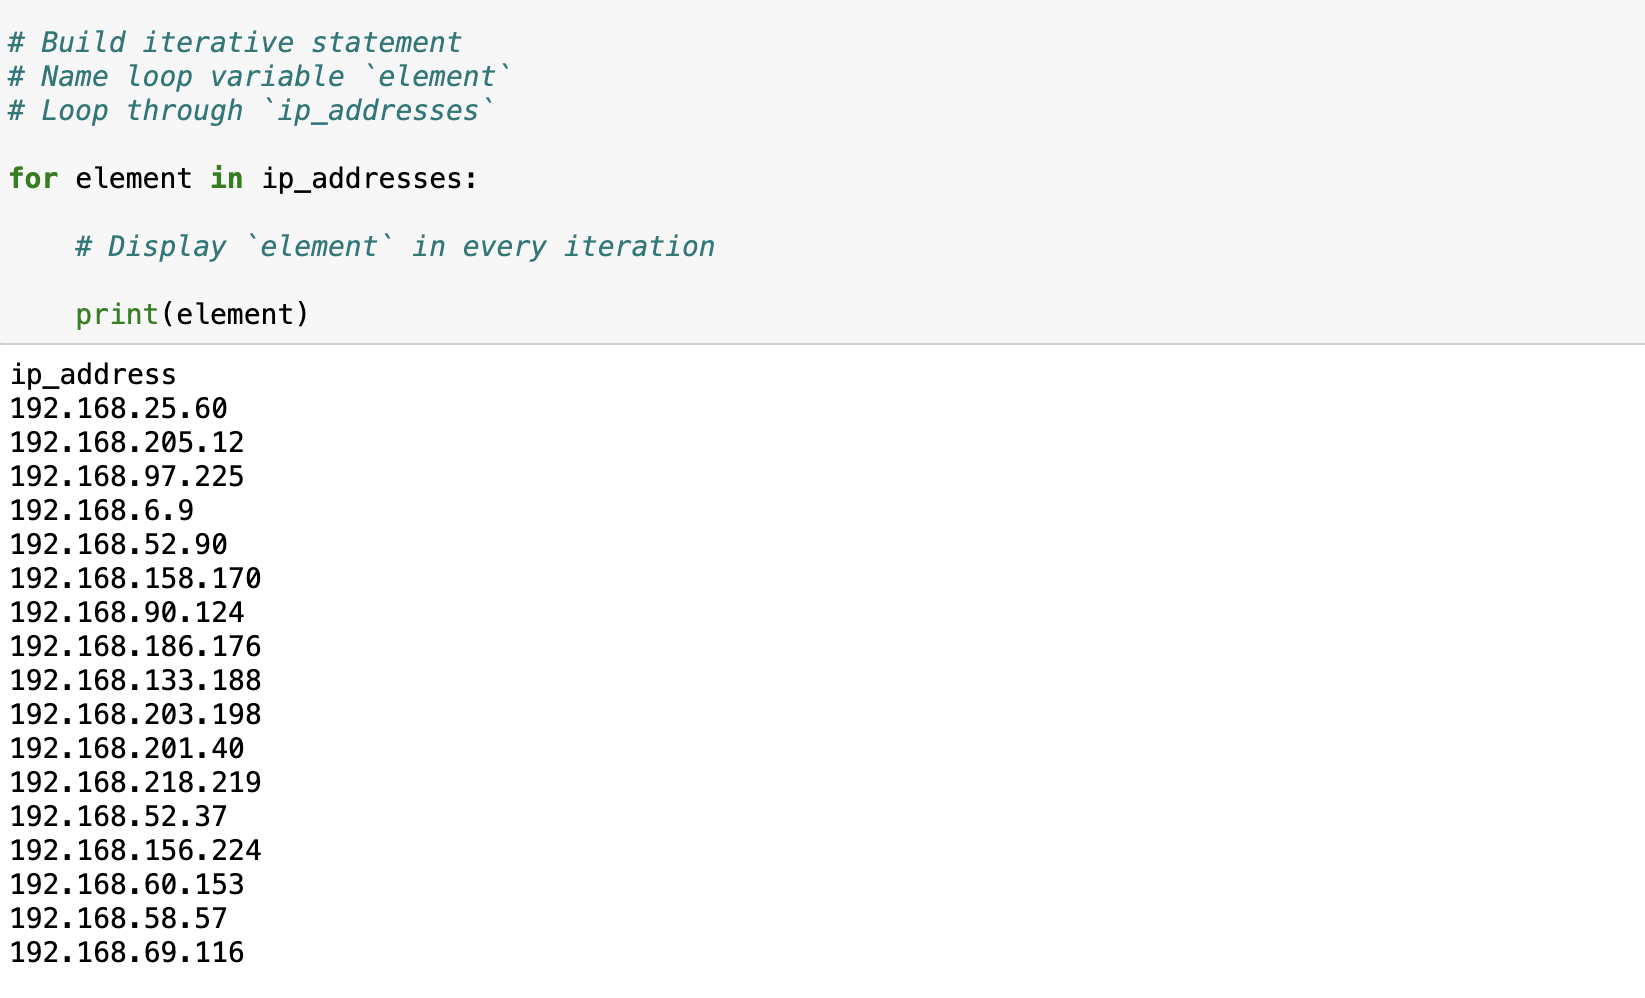 # Build iterative statement
# Name loop variable `element`
# Loop through `ip_addresses`
for element in ip_addresses:
# Display `element` in every iteration
print(element)
ip_address
192.168.25.60
192.168.205.12
192.168.97.225
192.168.6.9
192.168.52.90
192.168.158.170
192.168.90.124
192.168.186.176
192.168.133.188
192.168.203.198
192.168.201.40
192.168.218.219
192.168.52.37
192.168.156.224
192.168.60.153
192.168.58.57
192.168.69.116